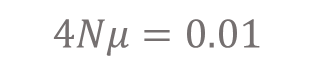 4𝑁𝜇 = 0.01